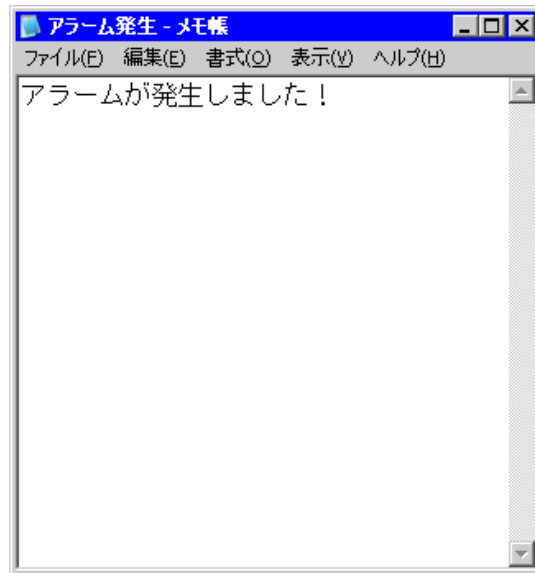 アラーム発生 - メモ帳
ファイル(F) 編集(E) 書式(O) 表示(V) ヘルプ(H)
アラームが発生しました！